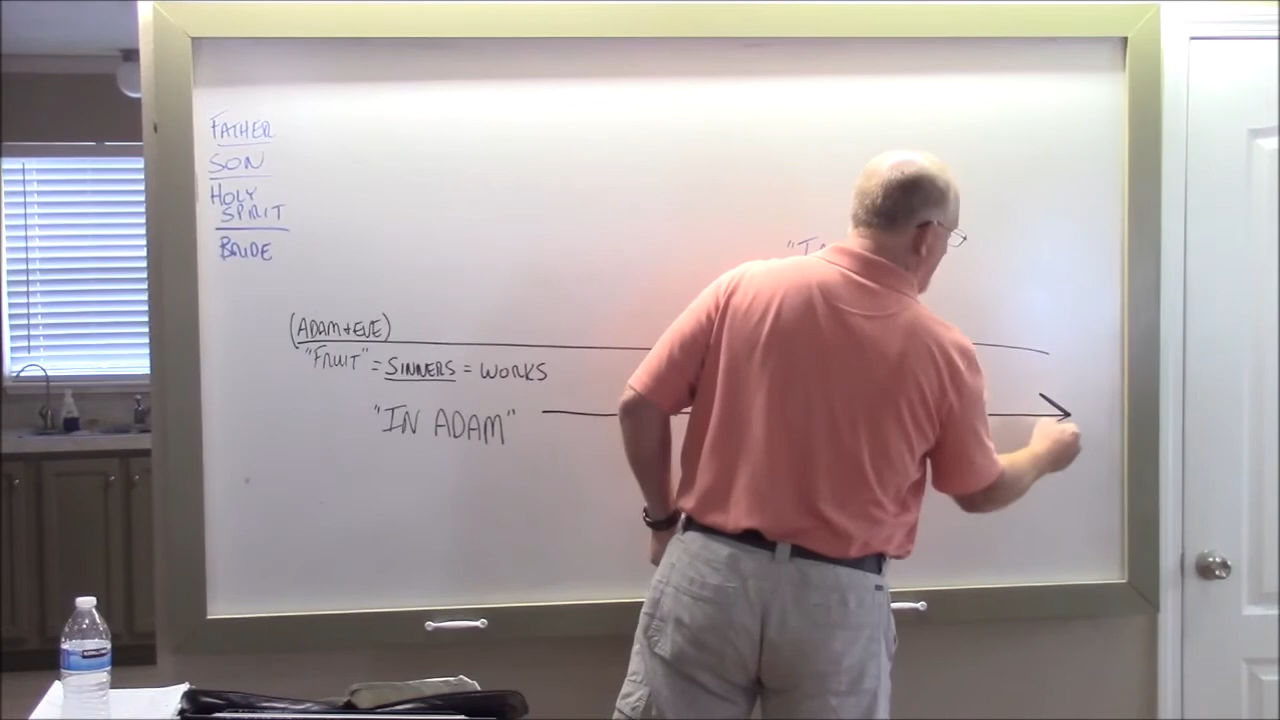 FATHER
SON
HOLY
SPIRIT
BRIDE
(ADAM + EVE)
"FRUIT" = SINNERS = WORKS
"IN ADAM"